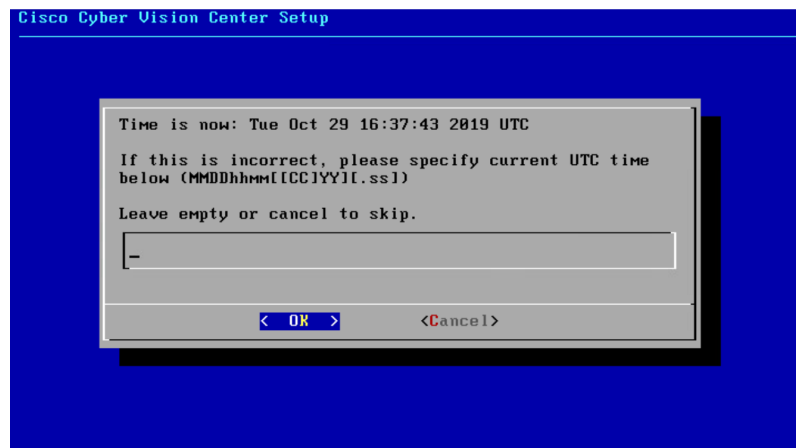 Cisco Cyber Vision Center Setup
Time is now: Tue Oct 29 16:37:43 2019 UTC
If this is incorrect, please specify current UTC time
below (MMDDhhmm[[CC]YY][.ss])
Leave empty or cancel to skip.
< OK > <Cancel>